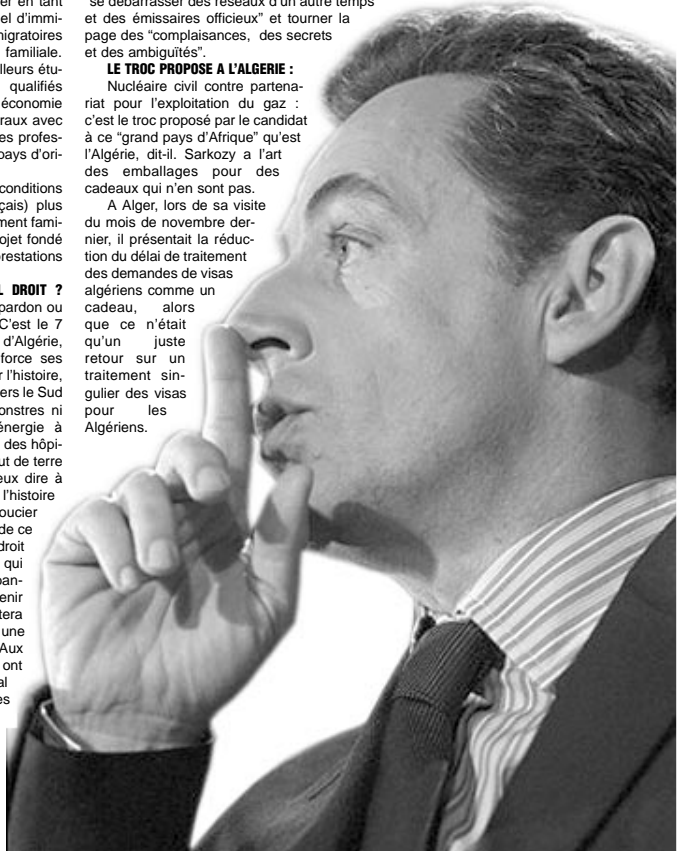 er en tant
el d'immi-
nigratoires
familiale.
lleurs étu-
qualifiés
économie
raux avec
es profes-
pays d'ori-
conditions
çais) plus
ment fami-
ojet fondé
prestations
L DROIT ?
pardon ou
C'est le 7
d'Algérie,
force ses
r l'histoire,
ers le Sud
onstres ni
énergie à
des hôpi-
ut de terre
eux dire à
l'histoire
oucier
de ce
droit
qui
pan-
enir
tera
une
Aux
ont
al
es
"se débarrasser des réseaux d'un autre temps
et des émissaires officieux" et tourner la
page des "complaisances, des secrets
et des ambiguïtés".
LE TROC PROPOSE A L'ALGERIE :
Nucléaire civil contre partena-
riat pour l'exploitation du gaz :
c'est le troc proposé par le candidat
à ce "grand pays d'Afrique" qu'est
l'Algérie, dit-il. Sarkozy a l'art
des emballages pour des
cadeaux qui n'en sont pas.
A Alger, lors de sa visite
du mois de novembre der-
nier, il présentait la réduc-
tion du délai de traitement
des demandes de visas
algériens comme un
cadeau, alors
que ce n'était
qu'un juste
retour sur un
traitement sin-
gulier des visas
pour les
Algériens.